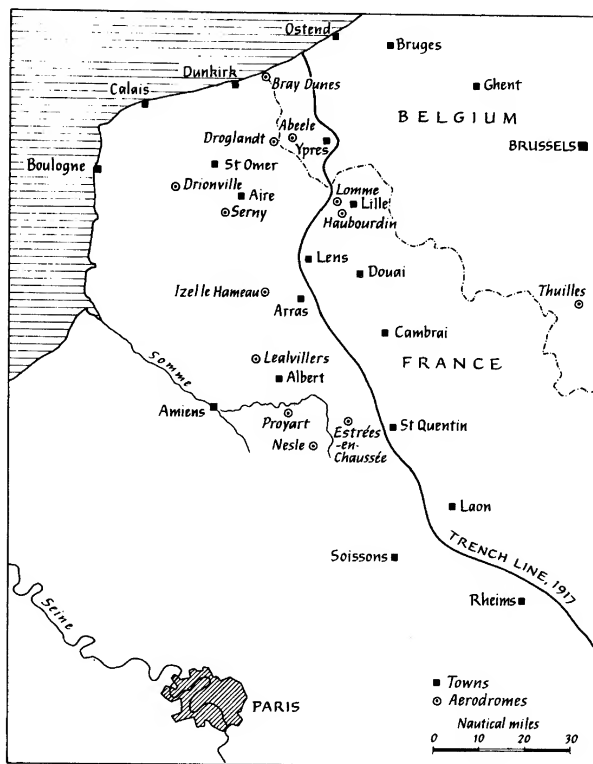 Ostend
Bruges
Dunkirk
Bray Dunes
Calais
Ghent
BELGIUM
Abeele
Droglandt
Ypres
BRUSSELS
Boulogne
St Omer
Drionville
Aire
Lomme
Lille
Serny
Haubourdin
Lens
Douai
Izel le Hameau
Thuilles
Arras
Cambrai
Somme
Lealvillers
FRANCE
Albert
Amiens
Proyart
Estrées
-en-
Chaussée
St Quentin
Nesle
Laon
TRENCH LINE, 1917
Soissons
Rheims
Seine
PARIS
Towns
Aerodromes
Nautical miles
0 10 20 30